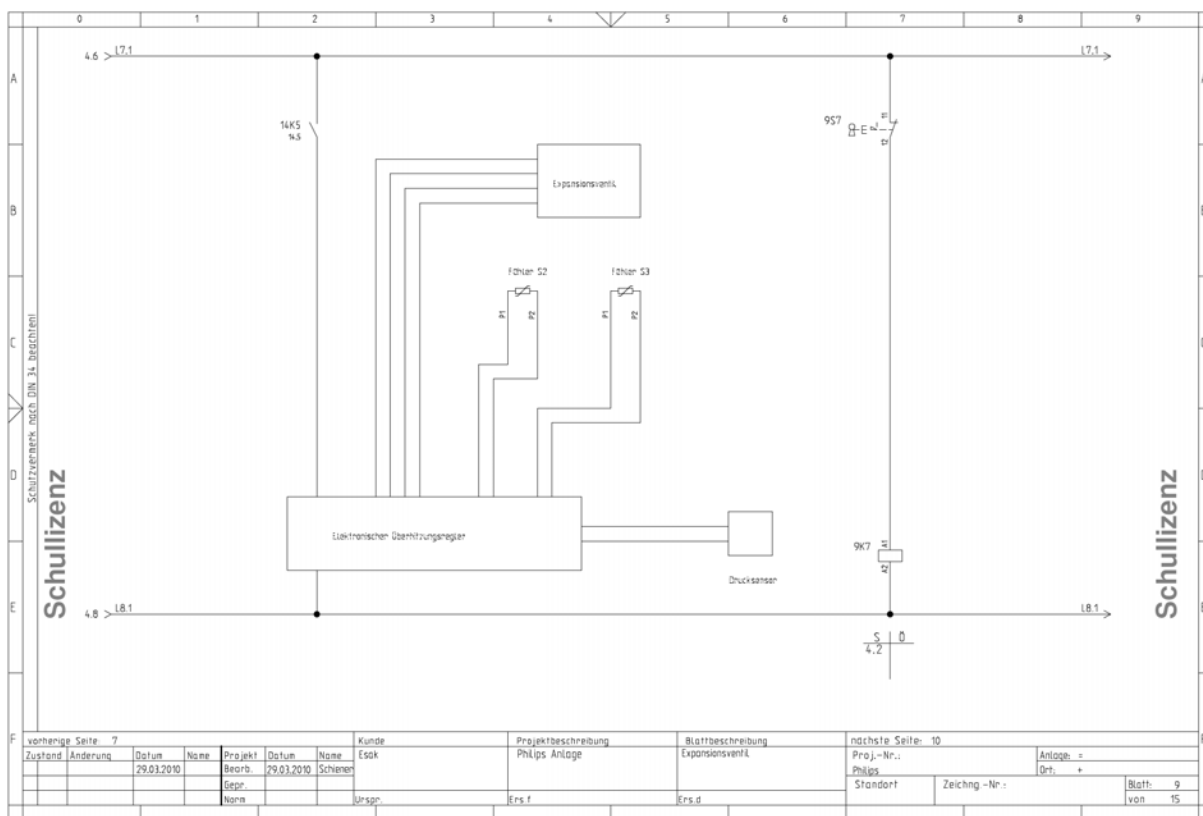 0 1 2 3 4 5 6 7 8 9
A
B
C
D
E
F
Schutzvermerk nach DIN 34 beachten!
Schullizenz
Schullizenz
4.6 L7.1 L7.1
14K5
14.5
9S7
11
12
Expansionsventil
Fühler S2 Fühler S3
P1 P2 P1 P2
Elektronischer Überhitzungsregler
Drucksensor
9K7
A1
A2
4.8 L8.1 L8.1
S Ö
4.2
vorherige Seite: 7 Kunde Projektbeschreibung Blattbeschreibung nächste Seite: 10
Zustand Änderung Datum Name Projekt Datum Name Esak Philips Anlage Expansionsventil Proj.-Nr.: Anlage: =
29.03.2010 Bearb. 29.03.2010 Schiener Philips Ort: +
Gepr. Standort Zeichng.-Nr.: Blatt: 9
Norm Urspr. Ers.f Ers.d von 15